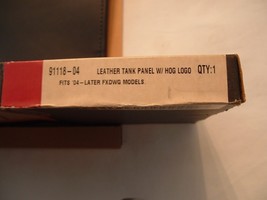 91118-04 LEATHER TANK PANEL W/ HOG LOGO QTY:1
FITS '04-LATER FXDWG MODELS